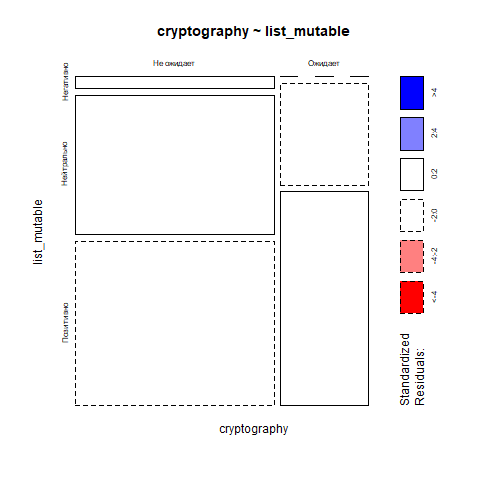 cryptography ~ list_mutable
Не ожидает
Ожидает
Негативно
Нейтрально
Позитивно
list_mutable
cryptography
>4
2:4
0:2
-2:0
-4:-2
<-4
Standardized
Residuals: